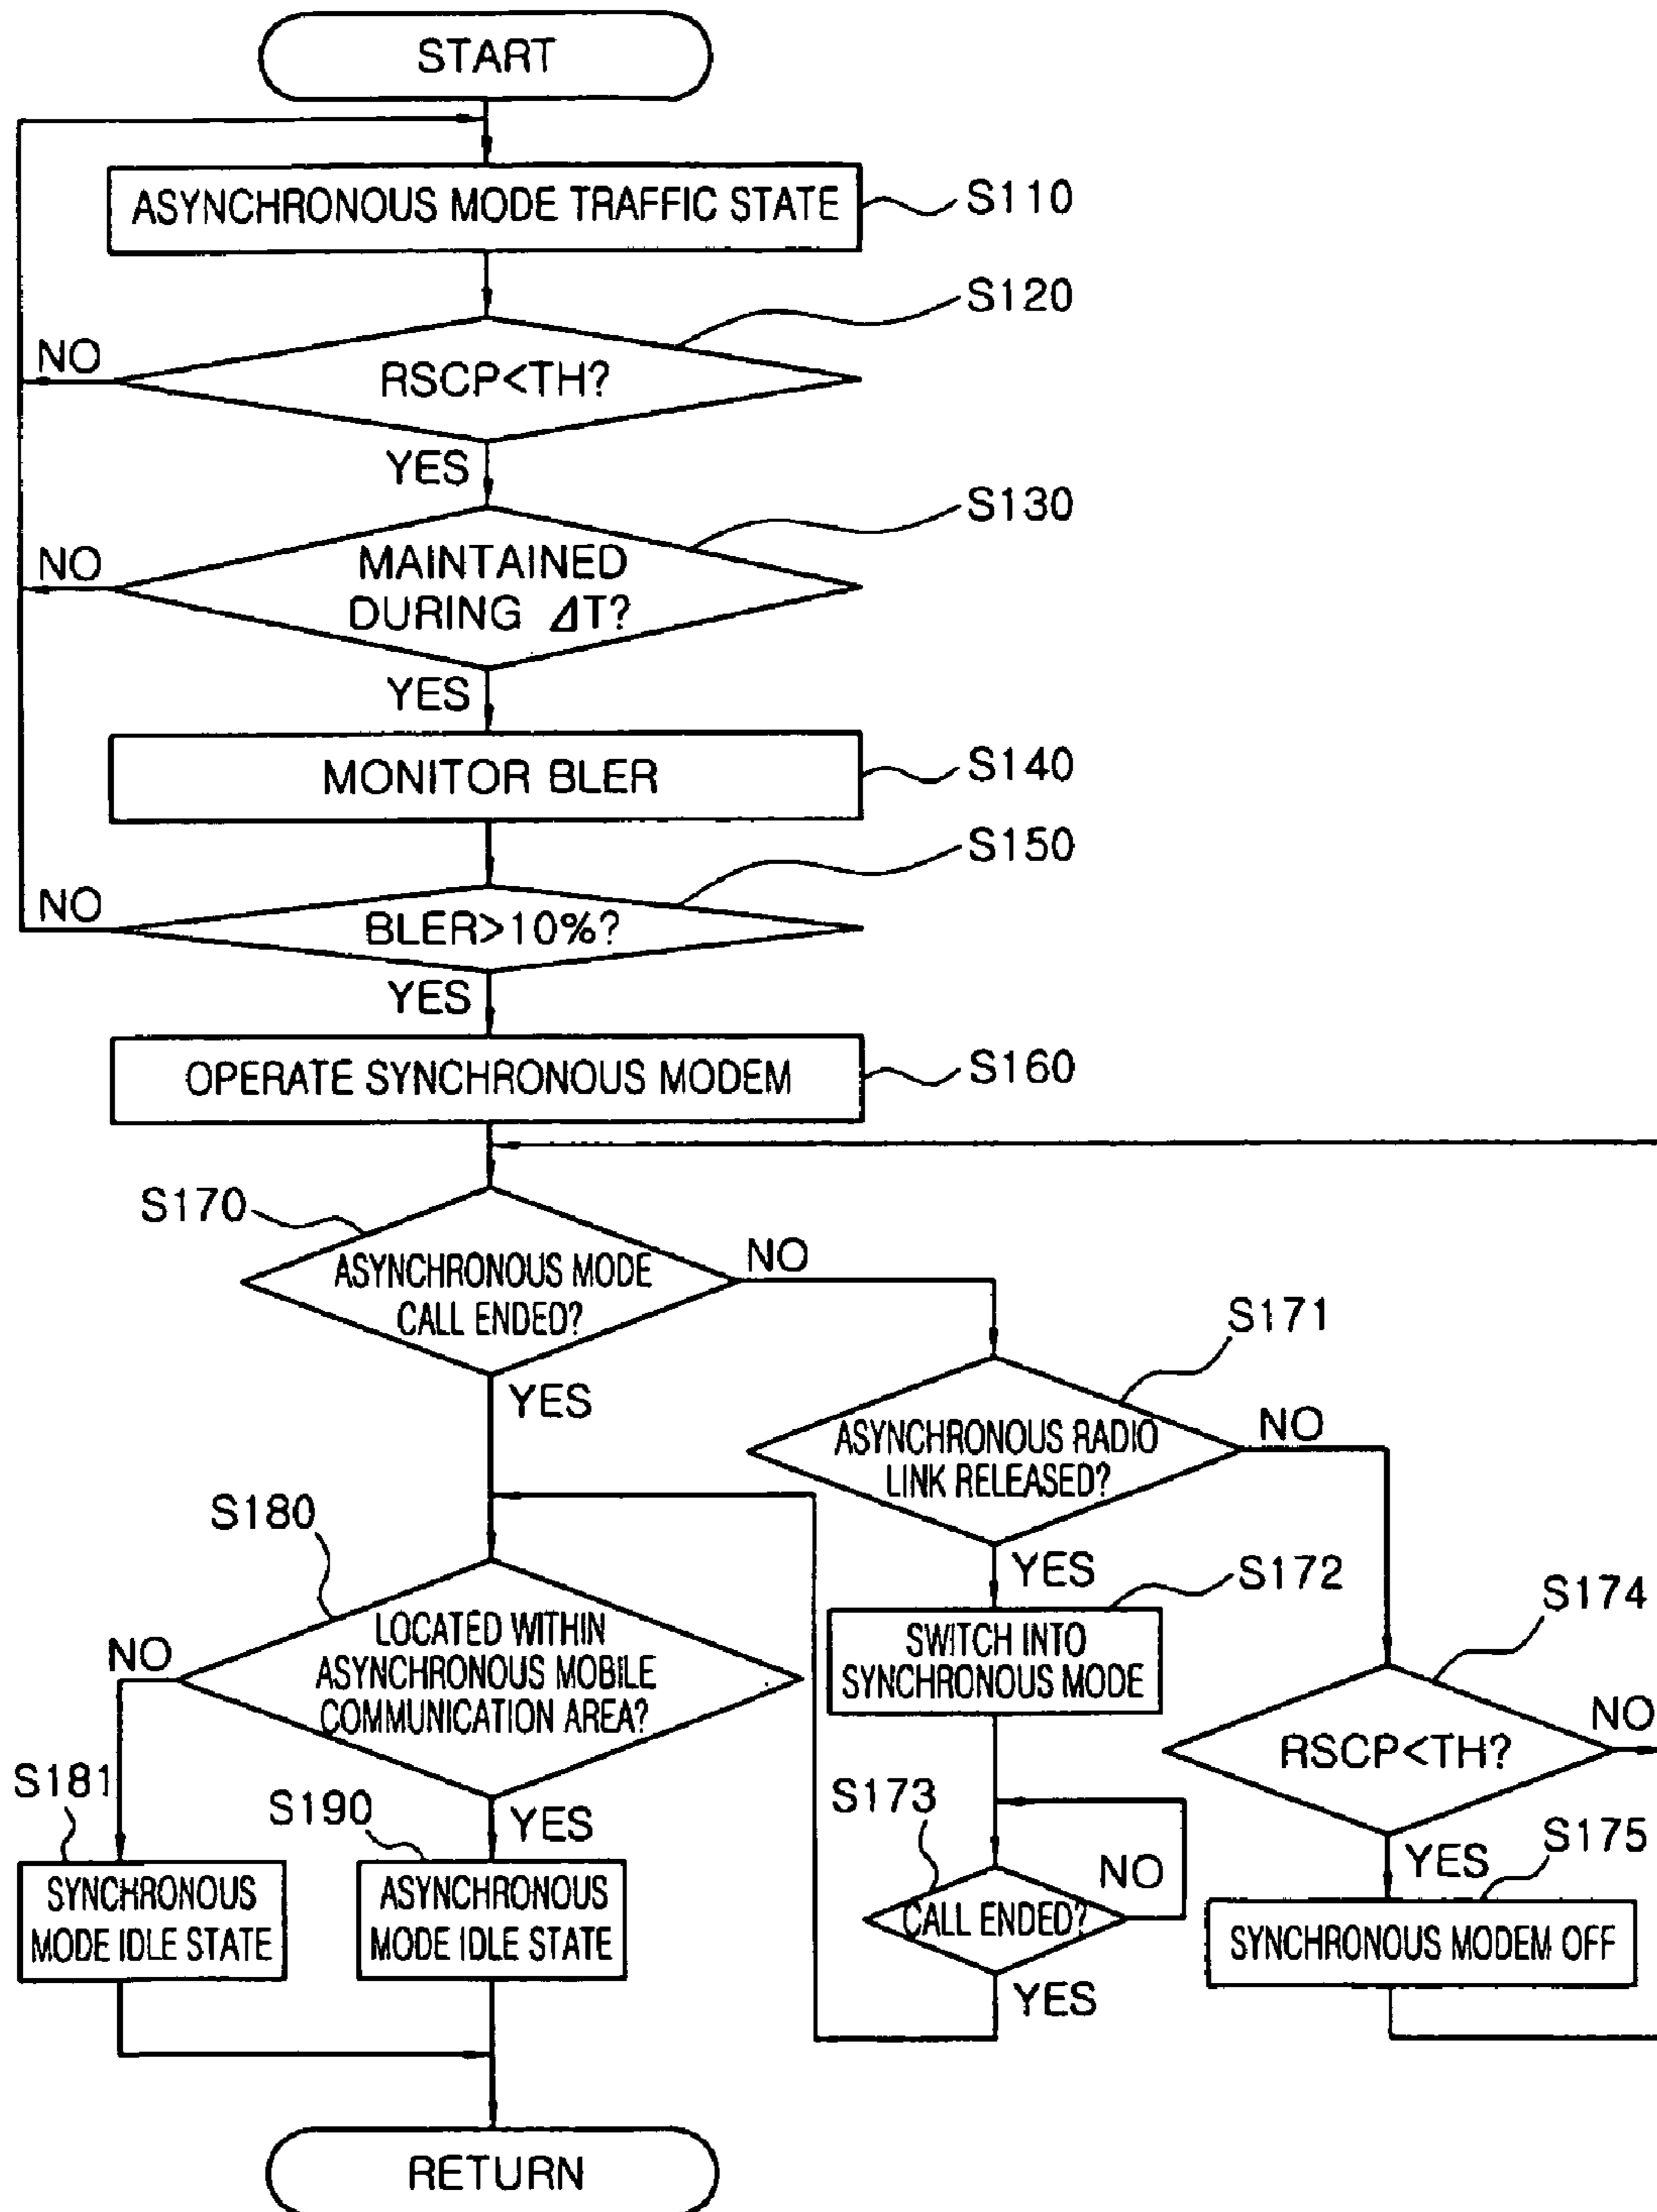 START
ASYNCHRONOUS MODE TRAFFIC STATE
S110
S120
RSCP<TH?
NO
YES
S130
MAINTAINED
DURING ΔT?
NO
YES
MONITOR BLER
S140
S150
BLER>10%?
NO
YES
OPERATE SYNCHRONOUS MODEM
S160
S170
ASYNCHRONOUS MODE
CALL ENDED?
NO
YES
S171
ASYNCHRONOUS RADIO
LINK RELEASED?
NO
YES
S172
SWITCH INTO
SYNCHRONOUS MODE
S173
CALL ENDED?
NO
YES
S174
RSCP<TH?
NO
YES
S175
SYNCHRONOUS MODEM OFF
S180
LOCATED WITHIN
ASYNCHRONOUS MOBILE
COMMUNICATION AREA?
NO
YES
S181
SYNCHRONOUS
MODE IDLE STATE
S190
ASYNCHRONOUS
MODE IDLE STATE
RETURN